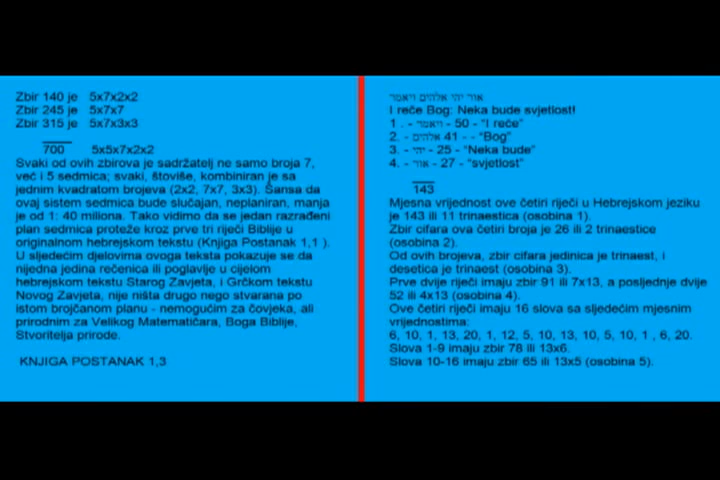 Zbir 140 je 5x7x2x2
Zbir 245 je 5x7x7
Zbir 315 je 5x7x3x3
700 5x5x7x2x2
Svaki od ovih zbirova je sadržatelj ne samo broja 7,
već i 5 sedmica; svaki, štoviše, kombiniran je sa
jednim kvadratom brojeva (2x2, 7x7, 3x3). Šansa da
ovaj sistem sedmica bude slučajan, neplaniran, manja
je od 1: 40 miliona. Tako vidimo da se jedan razrađeni
plan sedmica proteže kroz prve tri riječi Biblije u
originalnom hebrejskom tekstu (Knjiga Postanak 1,1 ).
U sljedećim djelovima ovoga teksta pokazuje se da
nijedna jedina rečenica ili poglavlje u cijelom
hebrejskom tekstu Starog Zavjeta, i Grčkom tekstu
Novog Zavjeta, nije ništa drugo nego stvarana po
istom brojčanom planu - nemogućim za čovjeka, ali
prirodnim za Velikog Matematičara, Boga Biblije,
Stvoritelja prirode.
KNJIGA POSTANAK 1,3
אור יהי אלהים ויאמר
I reče Bog: Neka bude svjetlost!
1 . - ויאמר - 50 - "I reče"
2. - אלהים 41 - - "Bog"
3. - יהי - 25 - "Neka bude"
4. - אור - 27 - "svjetlost"
143
Mjesna vrijednost ove četiri riječi u Hebrejskom jeziku
je 143 ili 11 trinaestica (osobina 1).
Zbir cifara ova četiri broja je 26 ili 2 trinaestice
(osobina 2).
Od ovih brojeva, zbir cifara jedinica je trinaest, i
desetica je trinaest (osobina 3).
Prve dvije riječi imaju zbir 91 ili 7x13, a posljednje dvije
52 ili 4x13 (osobina 4).
Ove četiri riječi imaju 16 slova sa sljedećim mjesnim
vrijednostima:
6, 10, 1, 13, 20, 1, 12, 5, 10, 13, 10, 5, 10, 1 , 6, 20.
Slova 1-9 imaju zbir 78 ili 13x6.
Slova 10-16 imaju zbir 65 ili 13x5 (osobina 5).